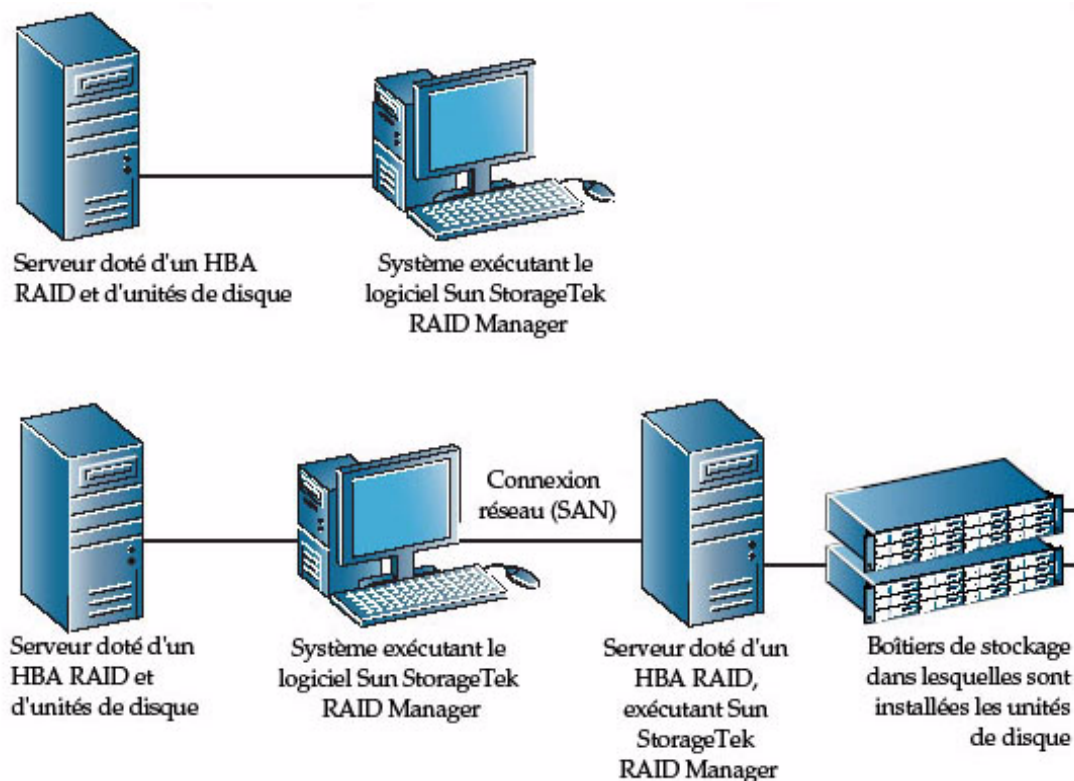 Serveur doté d'un HBA
RAID et d'unités de disque
Système exécutant le
logiciel Sun StorageTek
RAID Manager
Connexion
réseau (SAN)
Serveur doté d'un
HBA RAID et
d'unités de disque
Système exécutant le
logiciel Sun StorageTek
RAID Manager
Serveur doté d'un
HBA RAID,
exécutant Sun
StorageTek
RAID Manager
Boîtiers de stockage
dans lesquelles sont
installées les unités
de disque